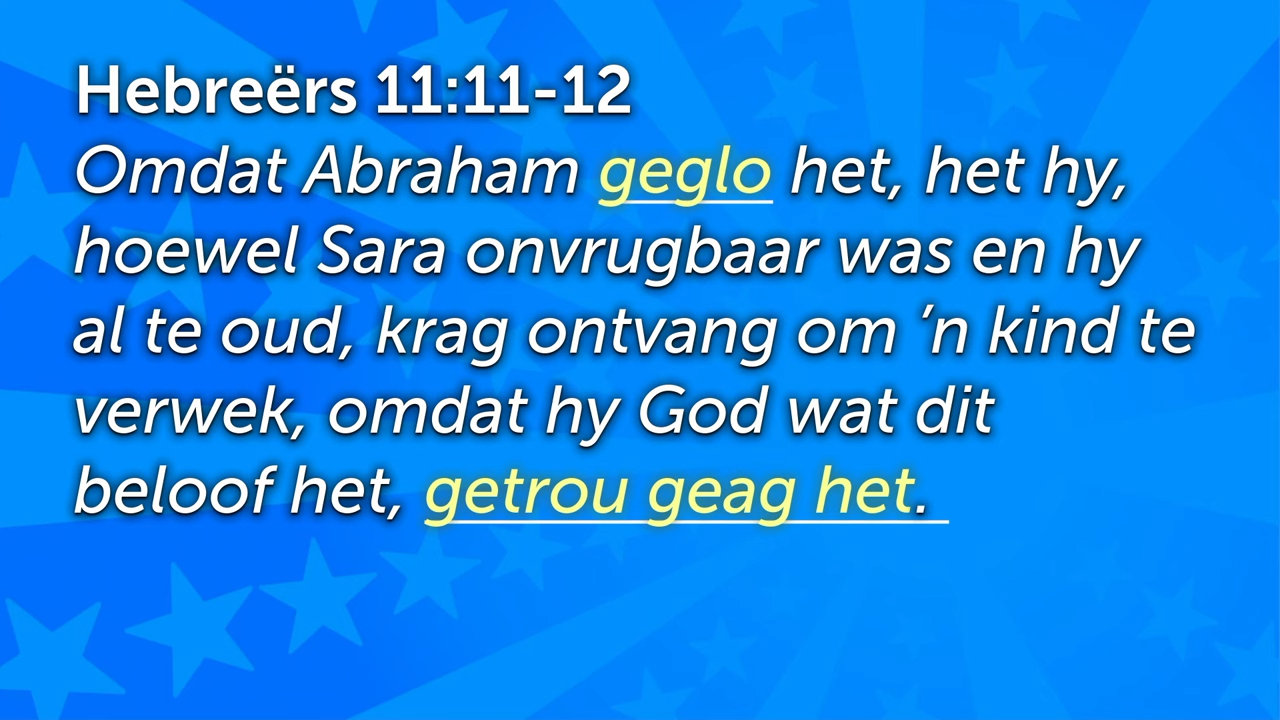 Hebreërs 11:11-12
Omdat Abraham geglo het, het hy,
hoewel Sara onvrugbaar was en hy
al te oud, krag ontvang om ’n kind te
verwek, omdat hy God wat dit
beloof het, getrou geag het.